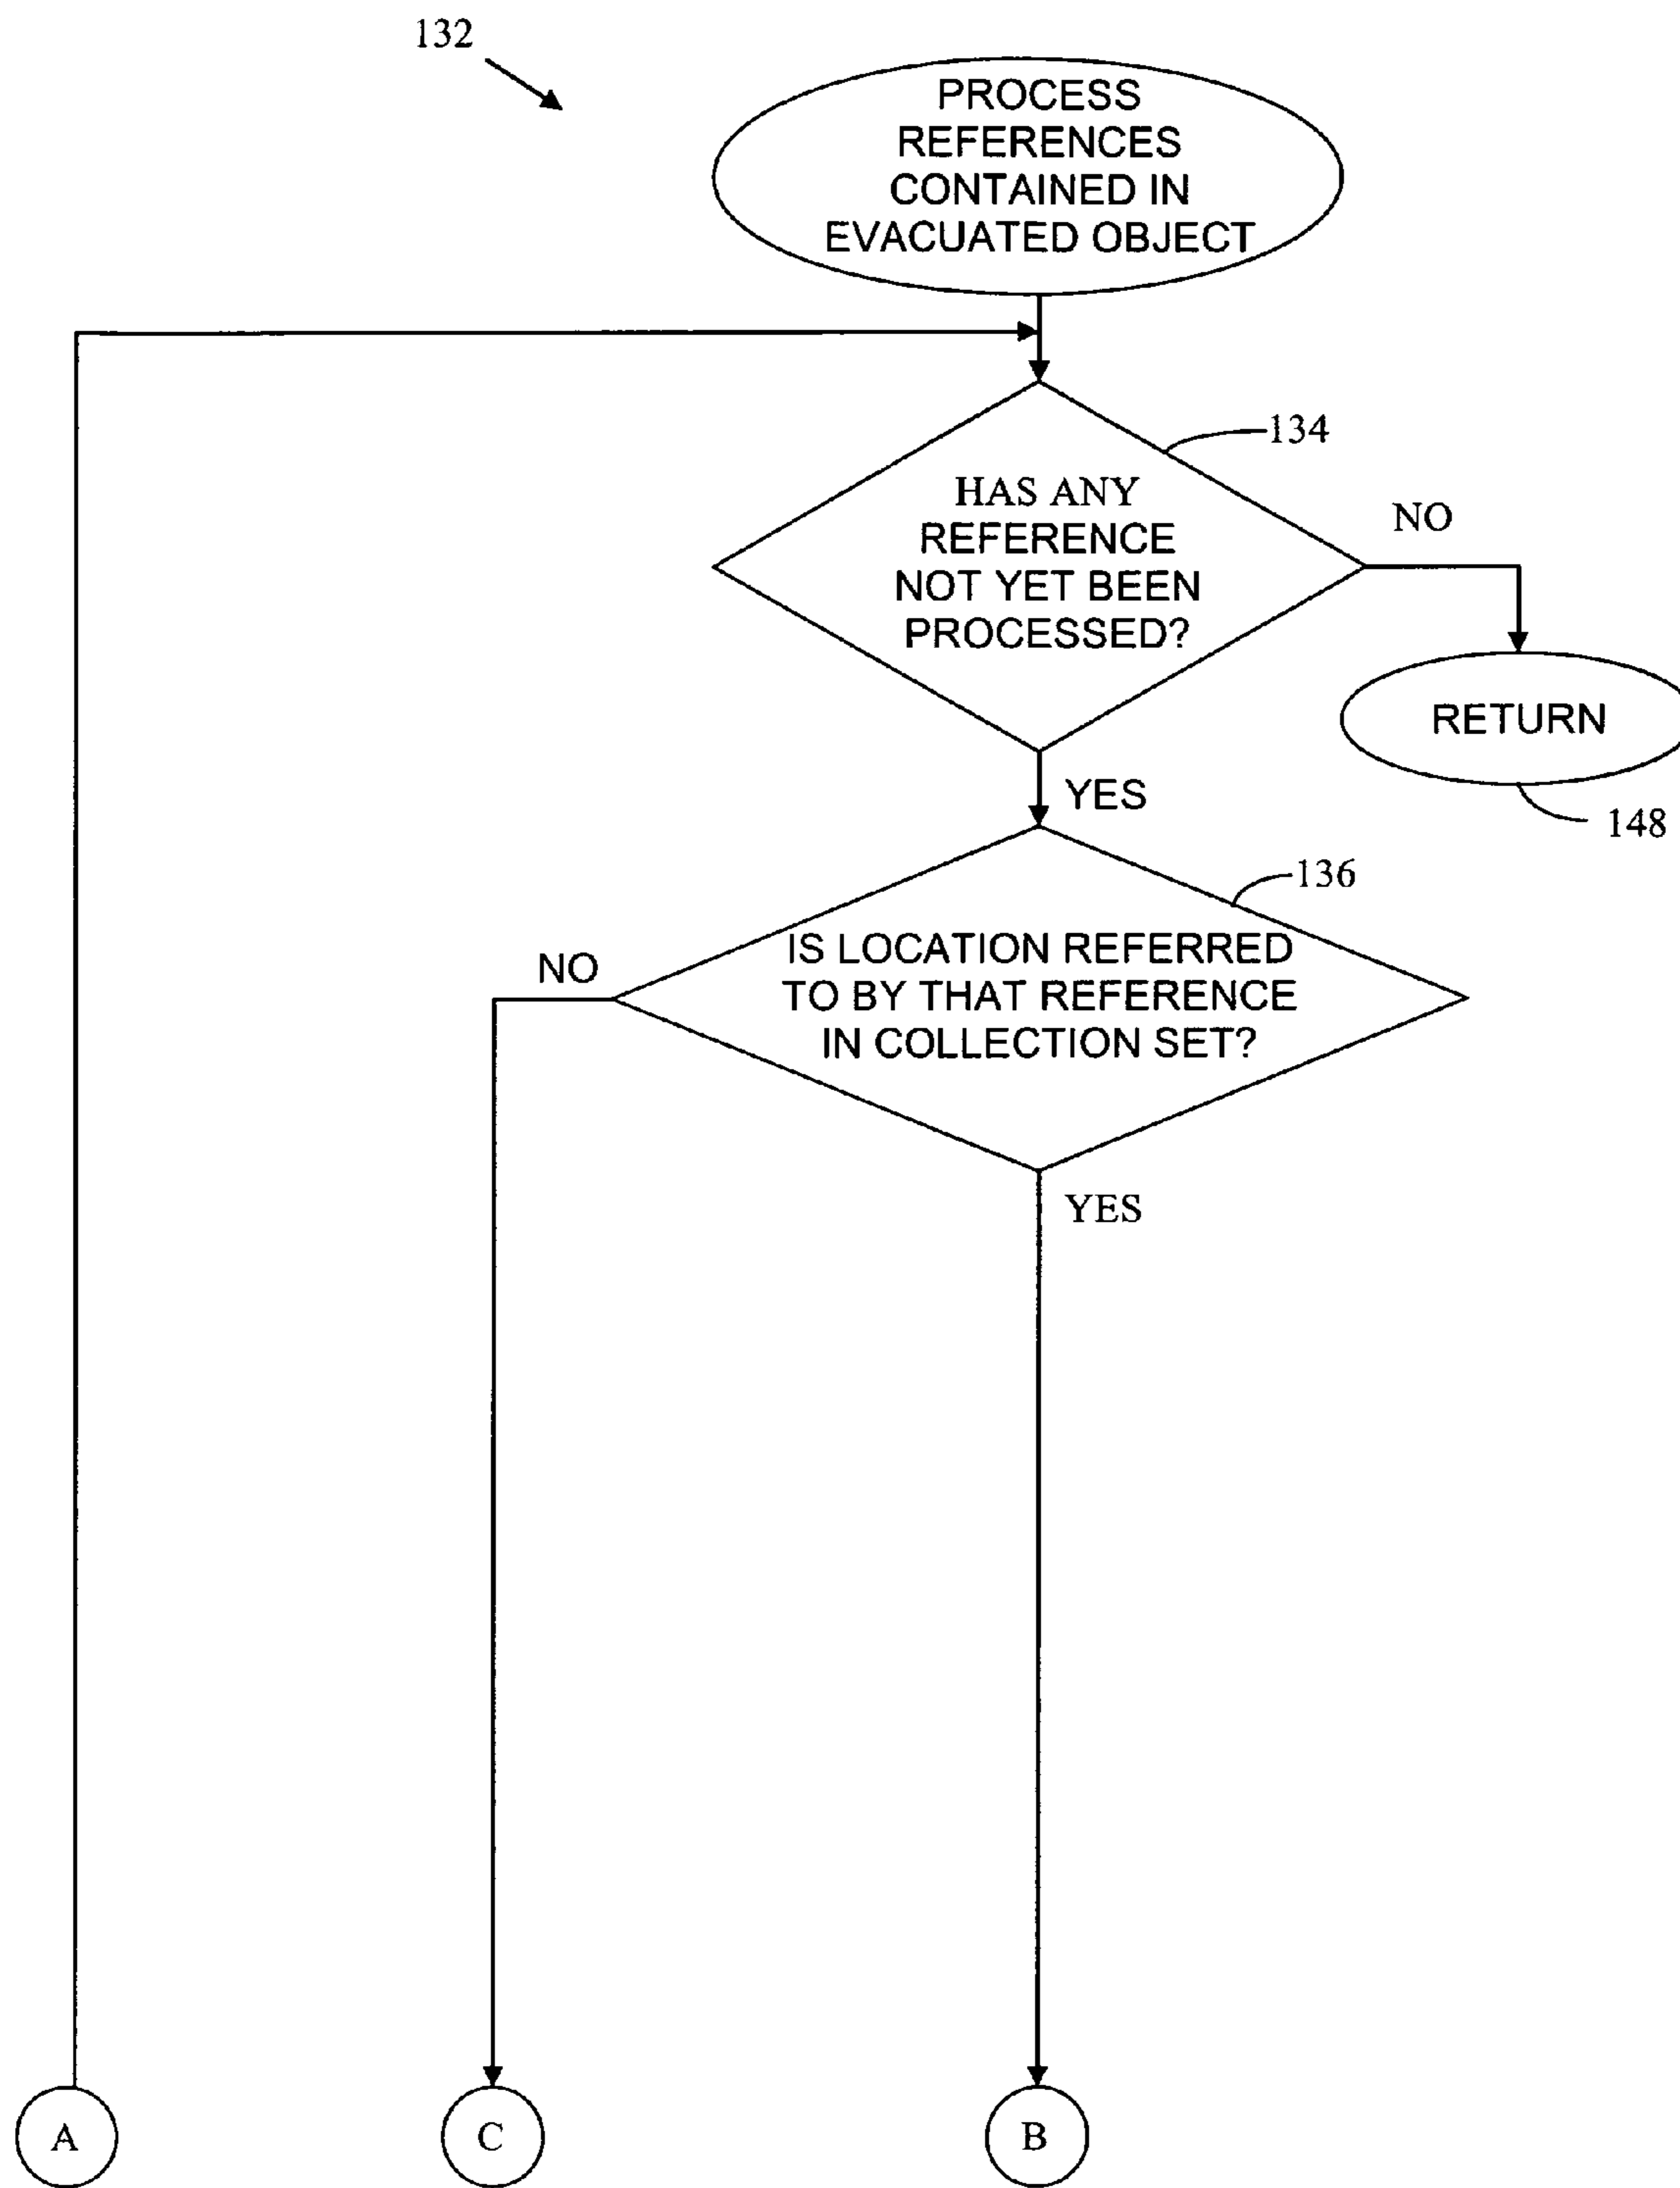 132
PROCESS
REFERENCES
CONTAINED IN
EVACUATED OBJECT
134
HAS ANY
REFERENCE
NOT YET BEEN
PROCESSED?
NO
RETURN
148
YES
136
IS LOCATION REFERRED
TO BY THAT REFERENCE
IN COLLECTION SET?
NO
YES
A
C
B